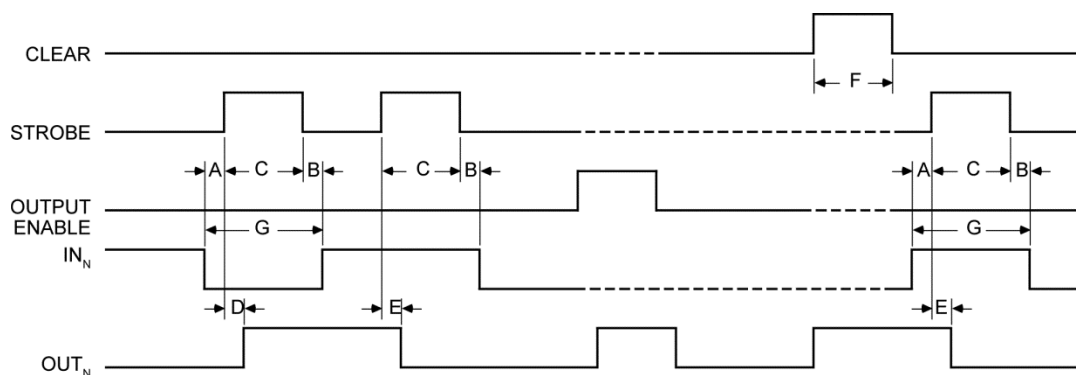 CLEAR
F
STROBE
A C B C B A C B
OUTPUT
ENABLE
G G
IN_N
D E E
OUT_N